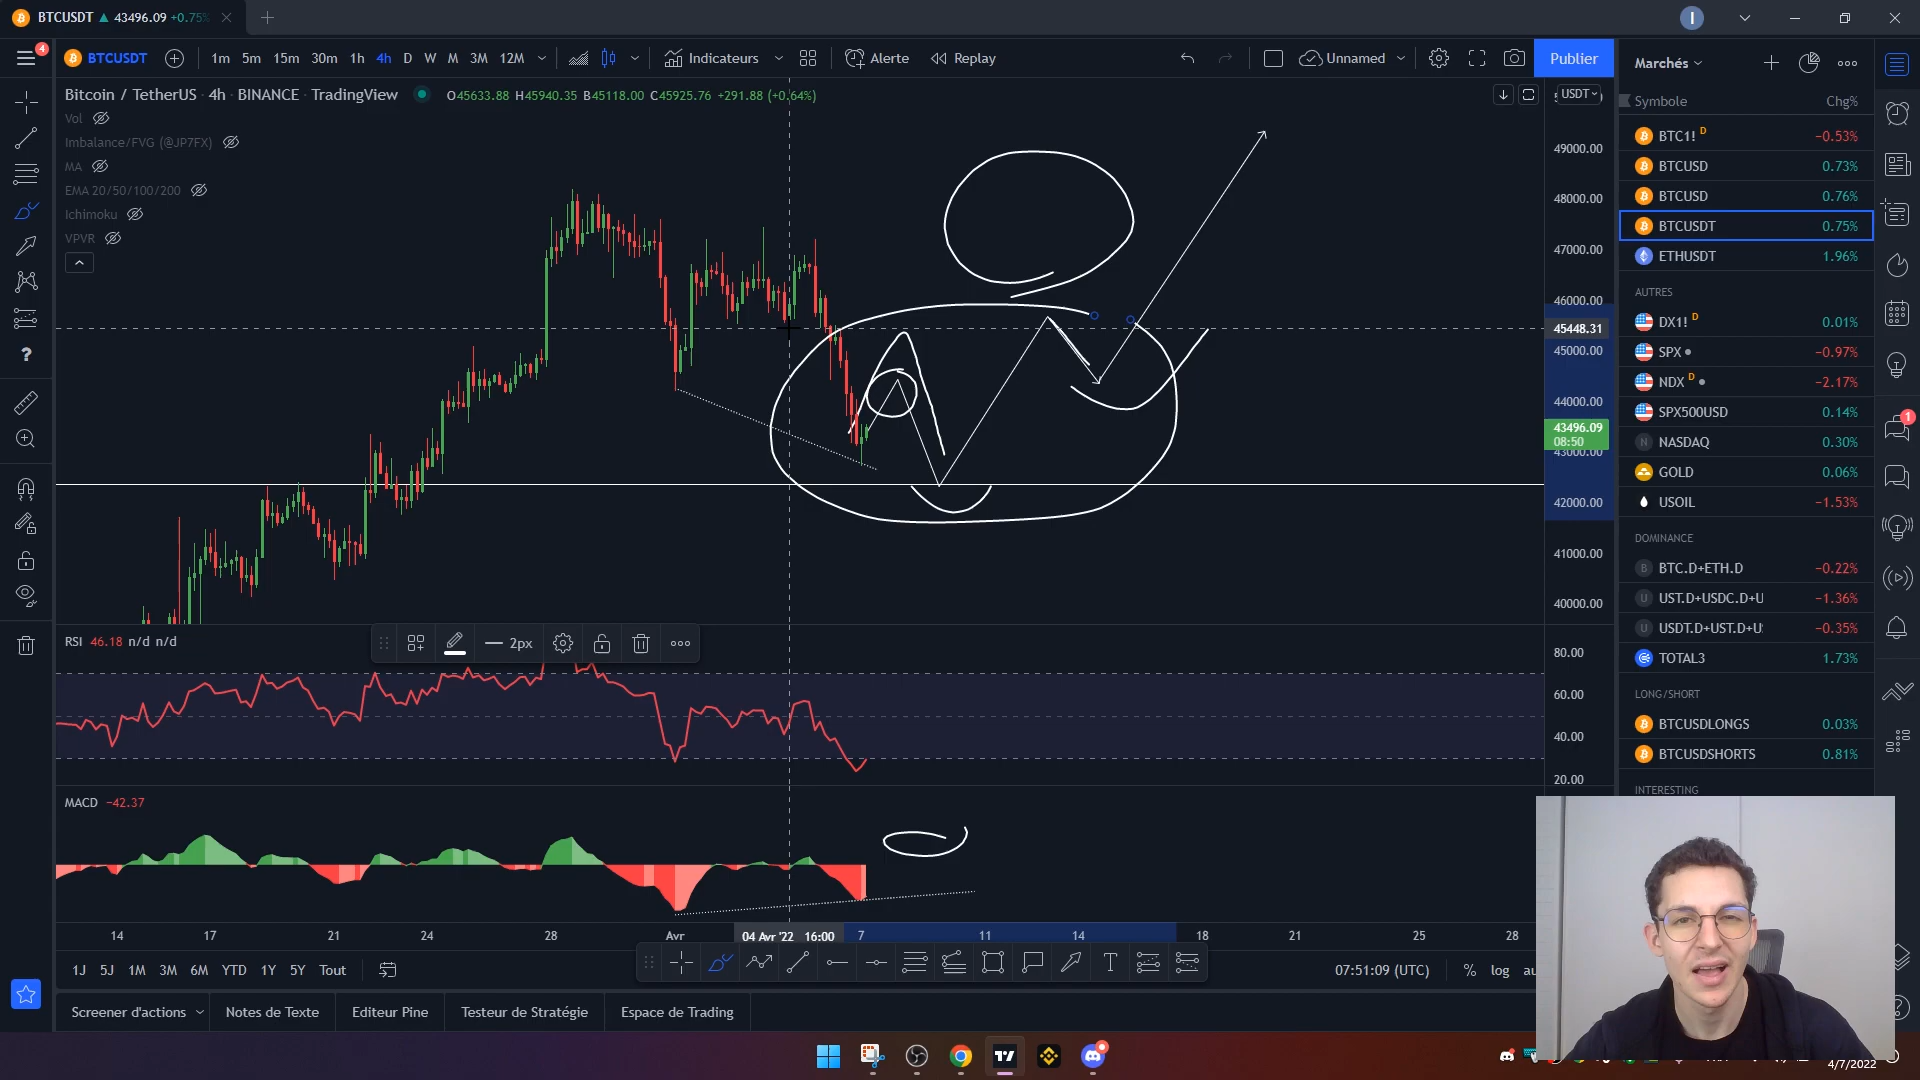 BTCUSDT ▲ 43496.09 +0.75%
I
4
BTCUSDT 1m 5m 15m 30m 1h 4h D W M 3M 12M Indicateurs Alerte Replay Unnamed Publier
Marchés
Bitcoin / TetherUS · 4h · BINANCE · TradingView O45633.88 H45940.35 B45118.00 C45925.76 +291.88 (+0.64%)
USDT
Symbole Chg%
Vol
Imbalance/FVG (@JP7FX)
MA
EMA 20/50/100/200
Ichimoku
VPVR
49000.00
48000.00
47000.00
46000.00
45448.31
45000.00
44000.00
43496.09
08:50
43000.00
42000.00
41000.00
40000.00
BTC1! D −0.53%
BTCUSD 0.73%
BTCUSD 0.76%
BTCUSDT 0.75%
ETHUSDT 1.96%
AUTRES
DX1! D 0.01%
SPX −0.97%
NDX D −2.17%
SPX500USD 0.14%
N NASDAQ 0.30%
GOLD 0.06%
USOIL −1.53%
DOMINANCE
B BTC.D+ETH.D −0.22%
U UST.D+USDC.D+U −1.36%
U USDT.D+UST.D+U −0.35%
TOTAL3 1.73%
LONG/SHORT
BTCUSDLONGS 0.03%
BTCUSDSHORTS 0.81%
INTERESTING
1
RSI 46.18 n/d n/d
2px
80.00
60.00
40.00
20.00
MACD −42.37
14 17 21 24 28 Avr 04 Avr '22 16:00 7 11 14 18 21 25 28
1J 5J 1M 3M 6M YTD 1Y 5Y Tout
T
07:51:09 (UTC) % log
Screener d'actions Notes de Texte Editeur Pine Testeur de Stratégie Espace de Trading
4/7/2022